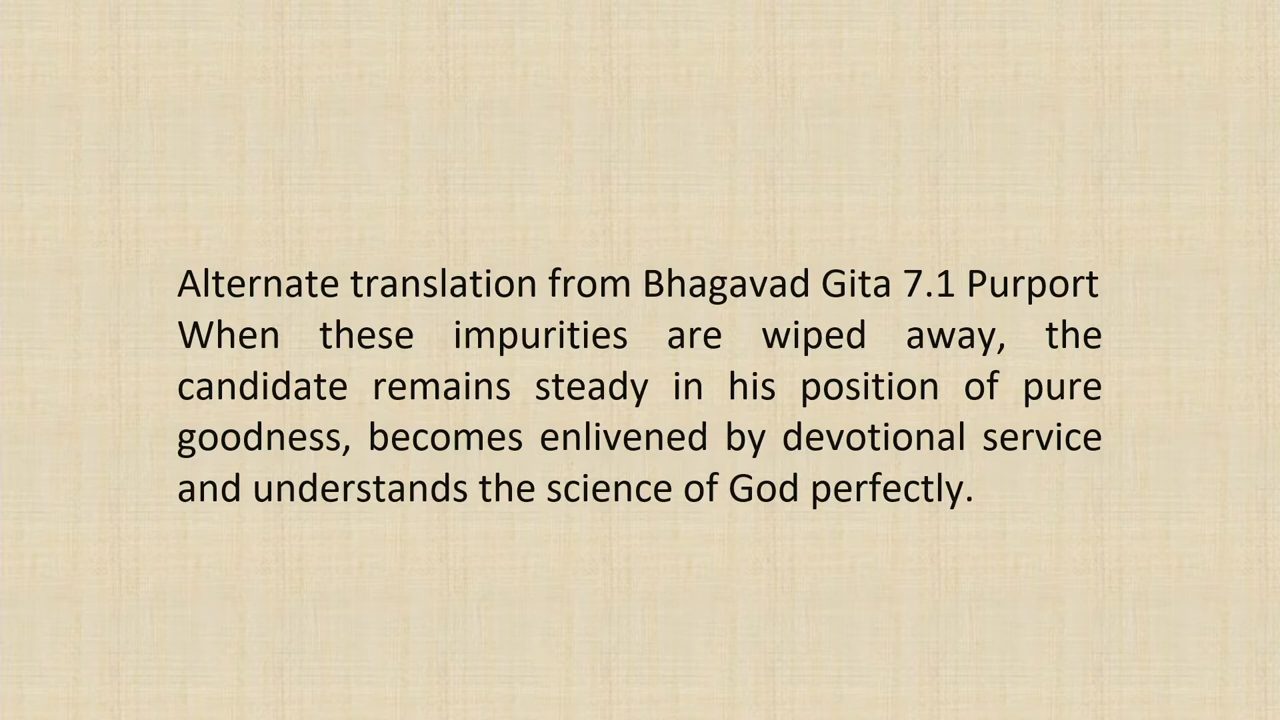 Alternate translation from Bhagavad Gita 7.1 Purport
When these impurities are wiped away, the
candidate remains steady in his position of pure
goodness, becomes enlivened by devotional service
and understands the science of God perfectly.